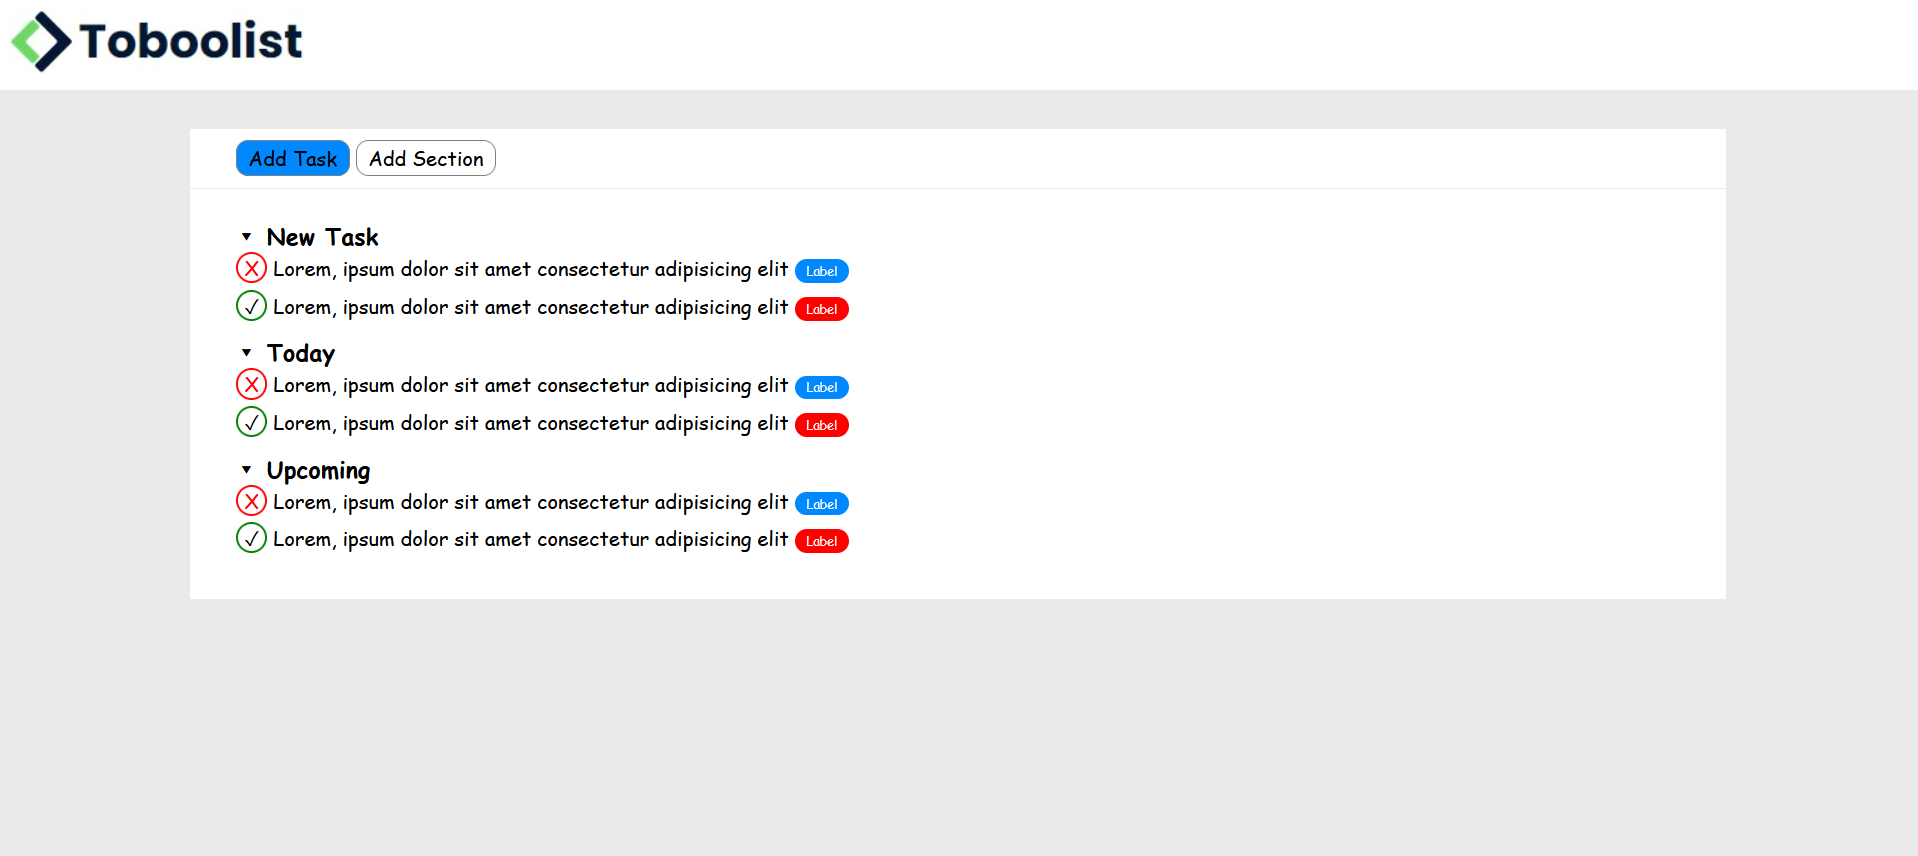 Toboolist
Add Task Add Section
New Task
X Lorem, ipsum dolor sit amet consectetur adipisicing elit Label
✓ Lorem, ipsum dolor sit amet consectetur adipisicing elit Label
Today
X Lorem, ipsum dolor sit amet consectetur adipisicing elit Label
✓ Lorem, ipsum dolor sit amet consectetur adipisicing elit Label
Upcoming
X Lorem, ipsum dolor sit amet consectetur adipisicing elit Label
✓ Lorem, ipsum dolor sit amet consectetur adipisicing elit Label